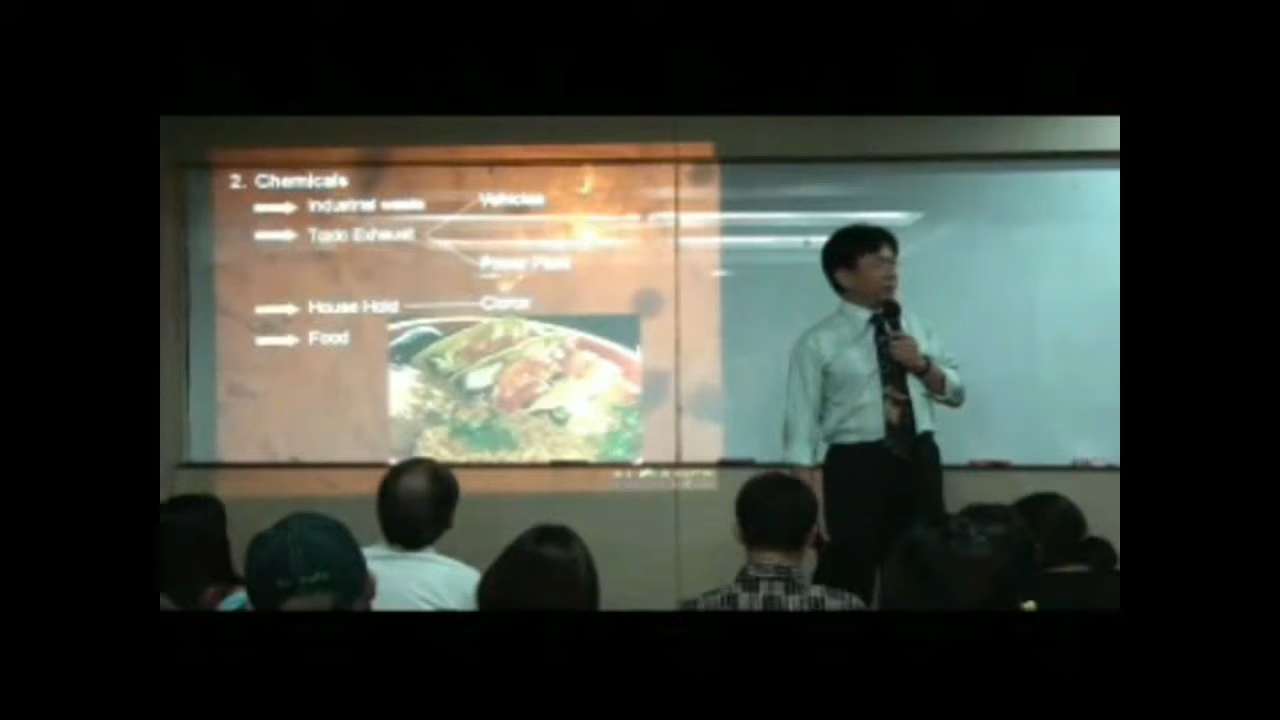 2. Chemicals
Industrial waste
Vehicles
Toxic Exhaust
Power Plant
House Hold
Food